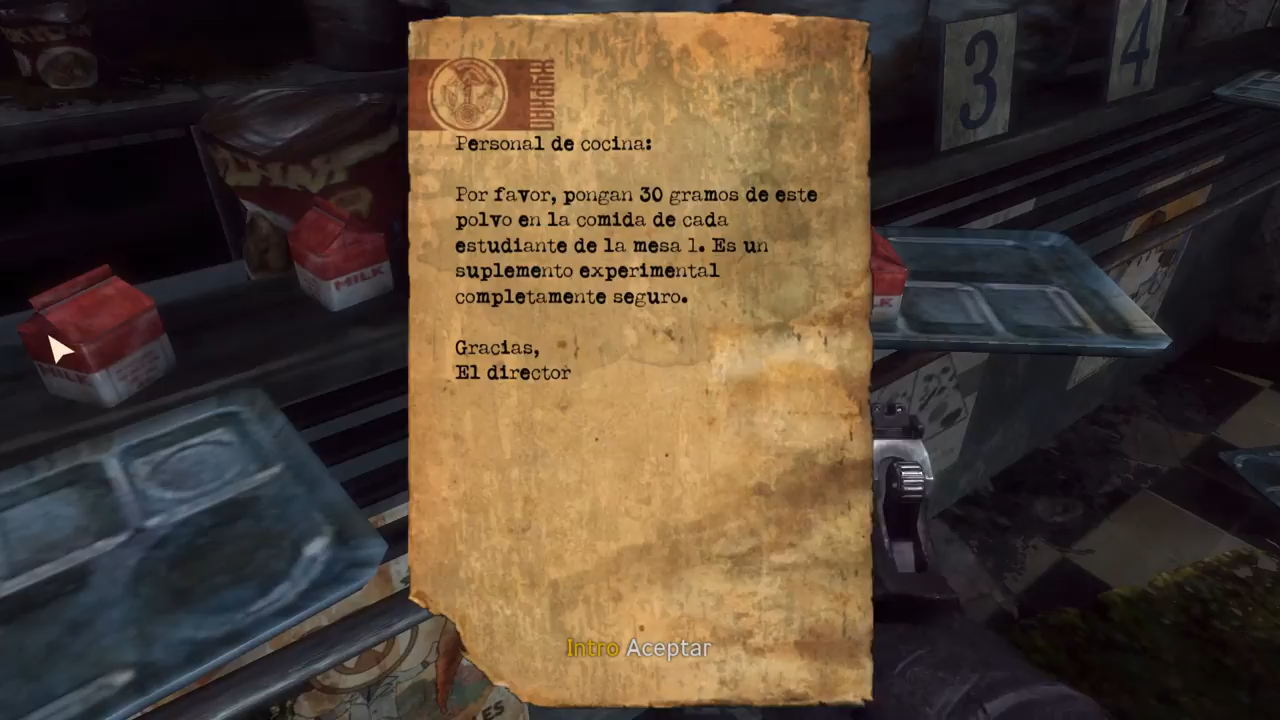 3
4
Personal de cocina:
Por favor, pongan 30 gramos de este
polvo en la comida de cada
estudiante de la mesa 1. Es un
suplemento experimental
completamente seguro.
Gracias,
El director
MILK
MILK
Intro Aceptar